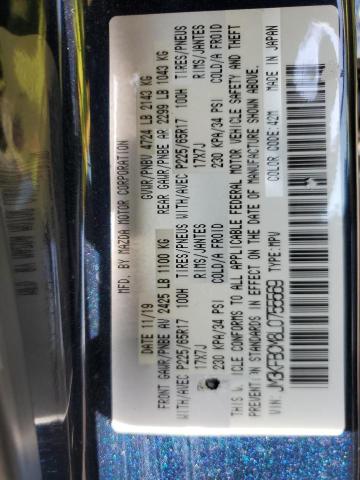 MFD. BY MAZDA MOTOR CORPORATION
DATE 11/19 GVWR/PNBU 4724 LB 2143 KG
FRONT GAWR/PNBE AV 2425 LB 1100 KG REAR GAWR/PNBE AR 2299 LB 1043 KG
WITH/AVEC P225/65R17 100H TIRES/PNEUS WITH/AVEC P225/65R17 100H TIRES/PNEUS
17X7J RIMS/JANTES 17X7J RIMS/JANTES
230 KPA/34 PSI COLD/A FROID 230 KPA/34 PSI COLD/A FROID
THIS VEHICLE CONFORMS TO ALL APPLICABLE FEDERAL MOTOR VEHICLE SAFETY AND THEFT
PREVENTION STANDARDS IN EFFECT ON THE DATE OF MANUFACTURE SHOWN ABOVE.
VIN: JM3KFBCM8L0755569 TYPE: MPV COLOR CODE: 42M MADE IN JAPAN